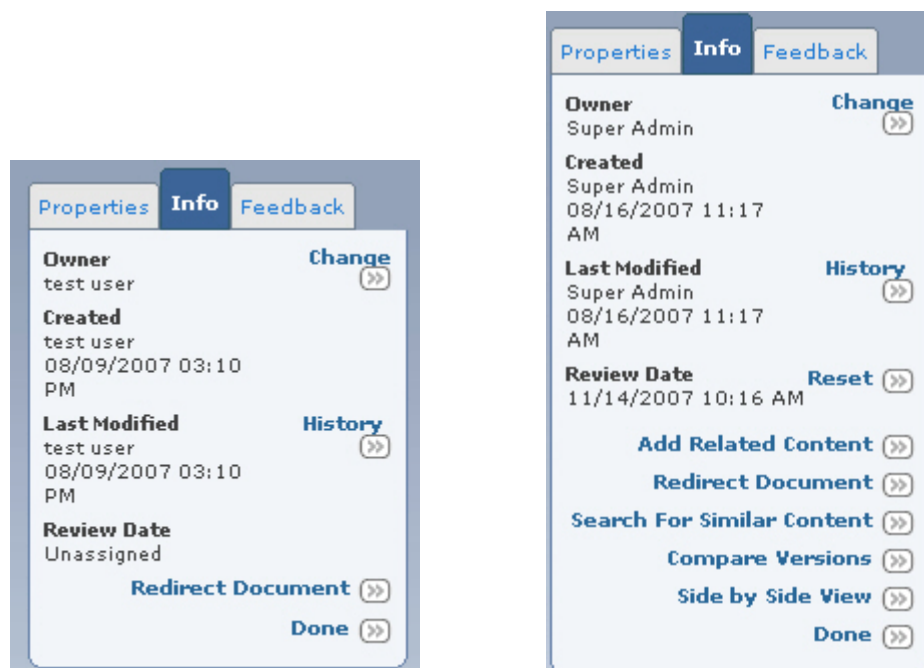 Properties Info Feedback
Owner Change
test user
Created
test user
08/09/2007 03:10
PM
Last Modified History
test user
08/09/2007 03:10
PM
Review Date
Unassigned
Redirect Document
Done
Properties Info Feedback
Owner Change
Super Admin
Created
Super Admin
08/16/2007 11:17
AM
Last Modified History
Super Admin
08/16/2007 11:17
AM
Review Date Reset
11/14/2007 10:16 AM
Add Related Content
Redirect Document
Search For Similar Content
Compare Versions
Side by Side View
Done